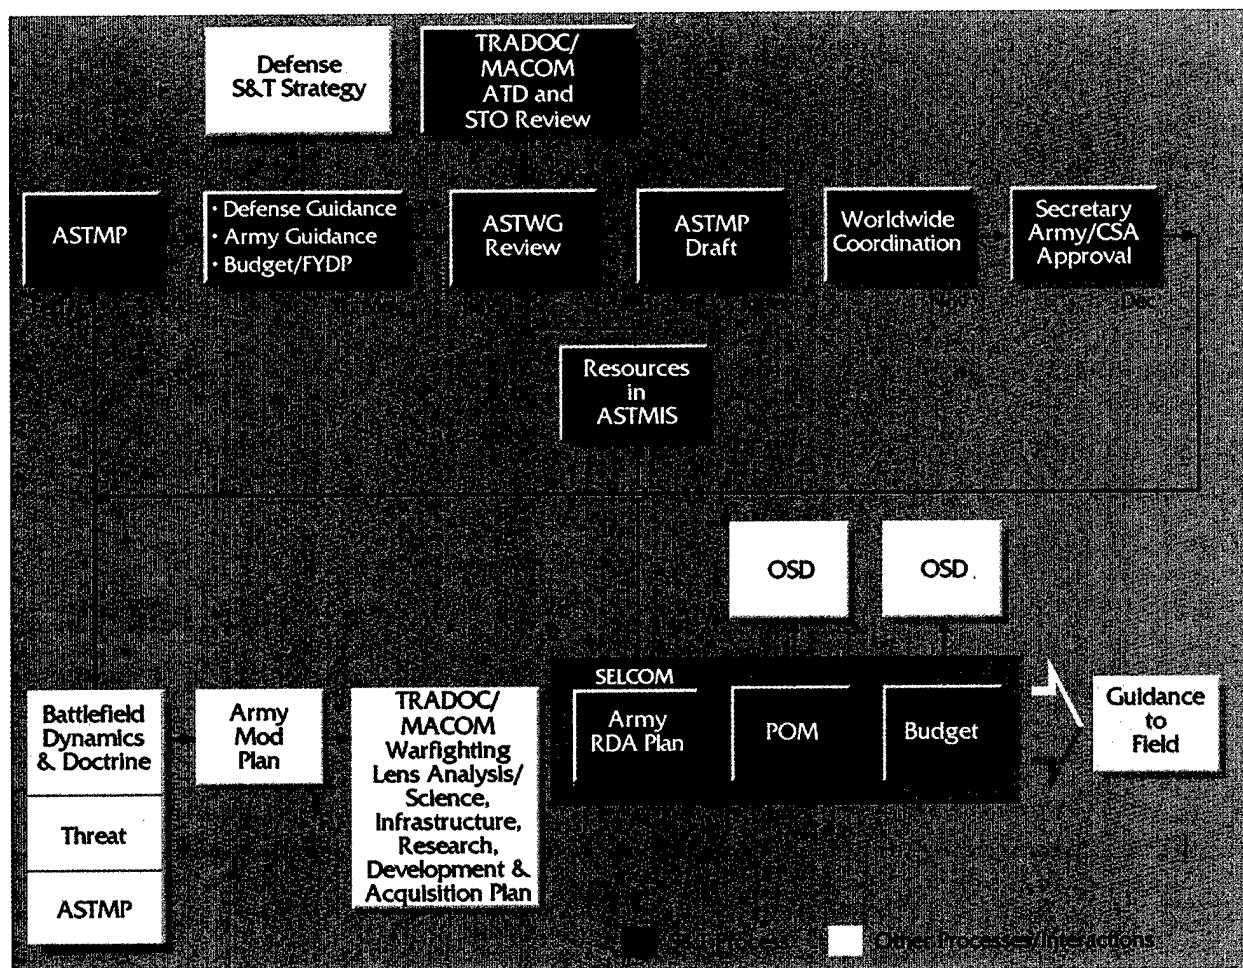 Defense
S&T Strategy
TRADOC/
MACOM
ATD and
STO Review
ASTMP
· Defense Guidance
· Army Guidance
· Budget/FYDP
ASTWG
Review
ASTMP
Draft
Worldwide
Coordination
Secretary
Army/CSA
Approval
Nov
Dec
Resources
in
ASTMIS
OSD
OSD
SELCOM
Battlefield
Dynamics
& Doctrine
Threat
ASTMP
Army
Mod
Plan
TRADOC/
MACOM
Warfighting
Lens Analysis/
Science,
Infrastructure,
Research,
Development &
Acquisition Plan
Army
RDA Plan
POM
Budget
Guidance
to
Field
S&T Process
Other Processes/Interactions